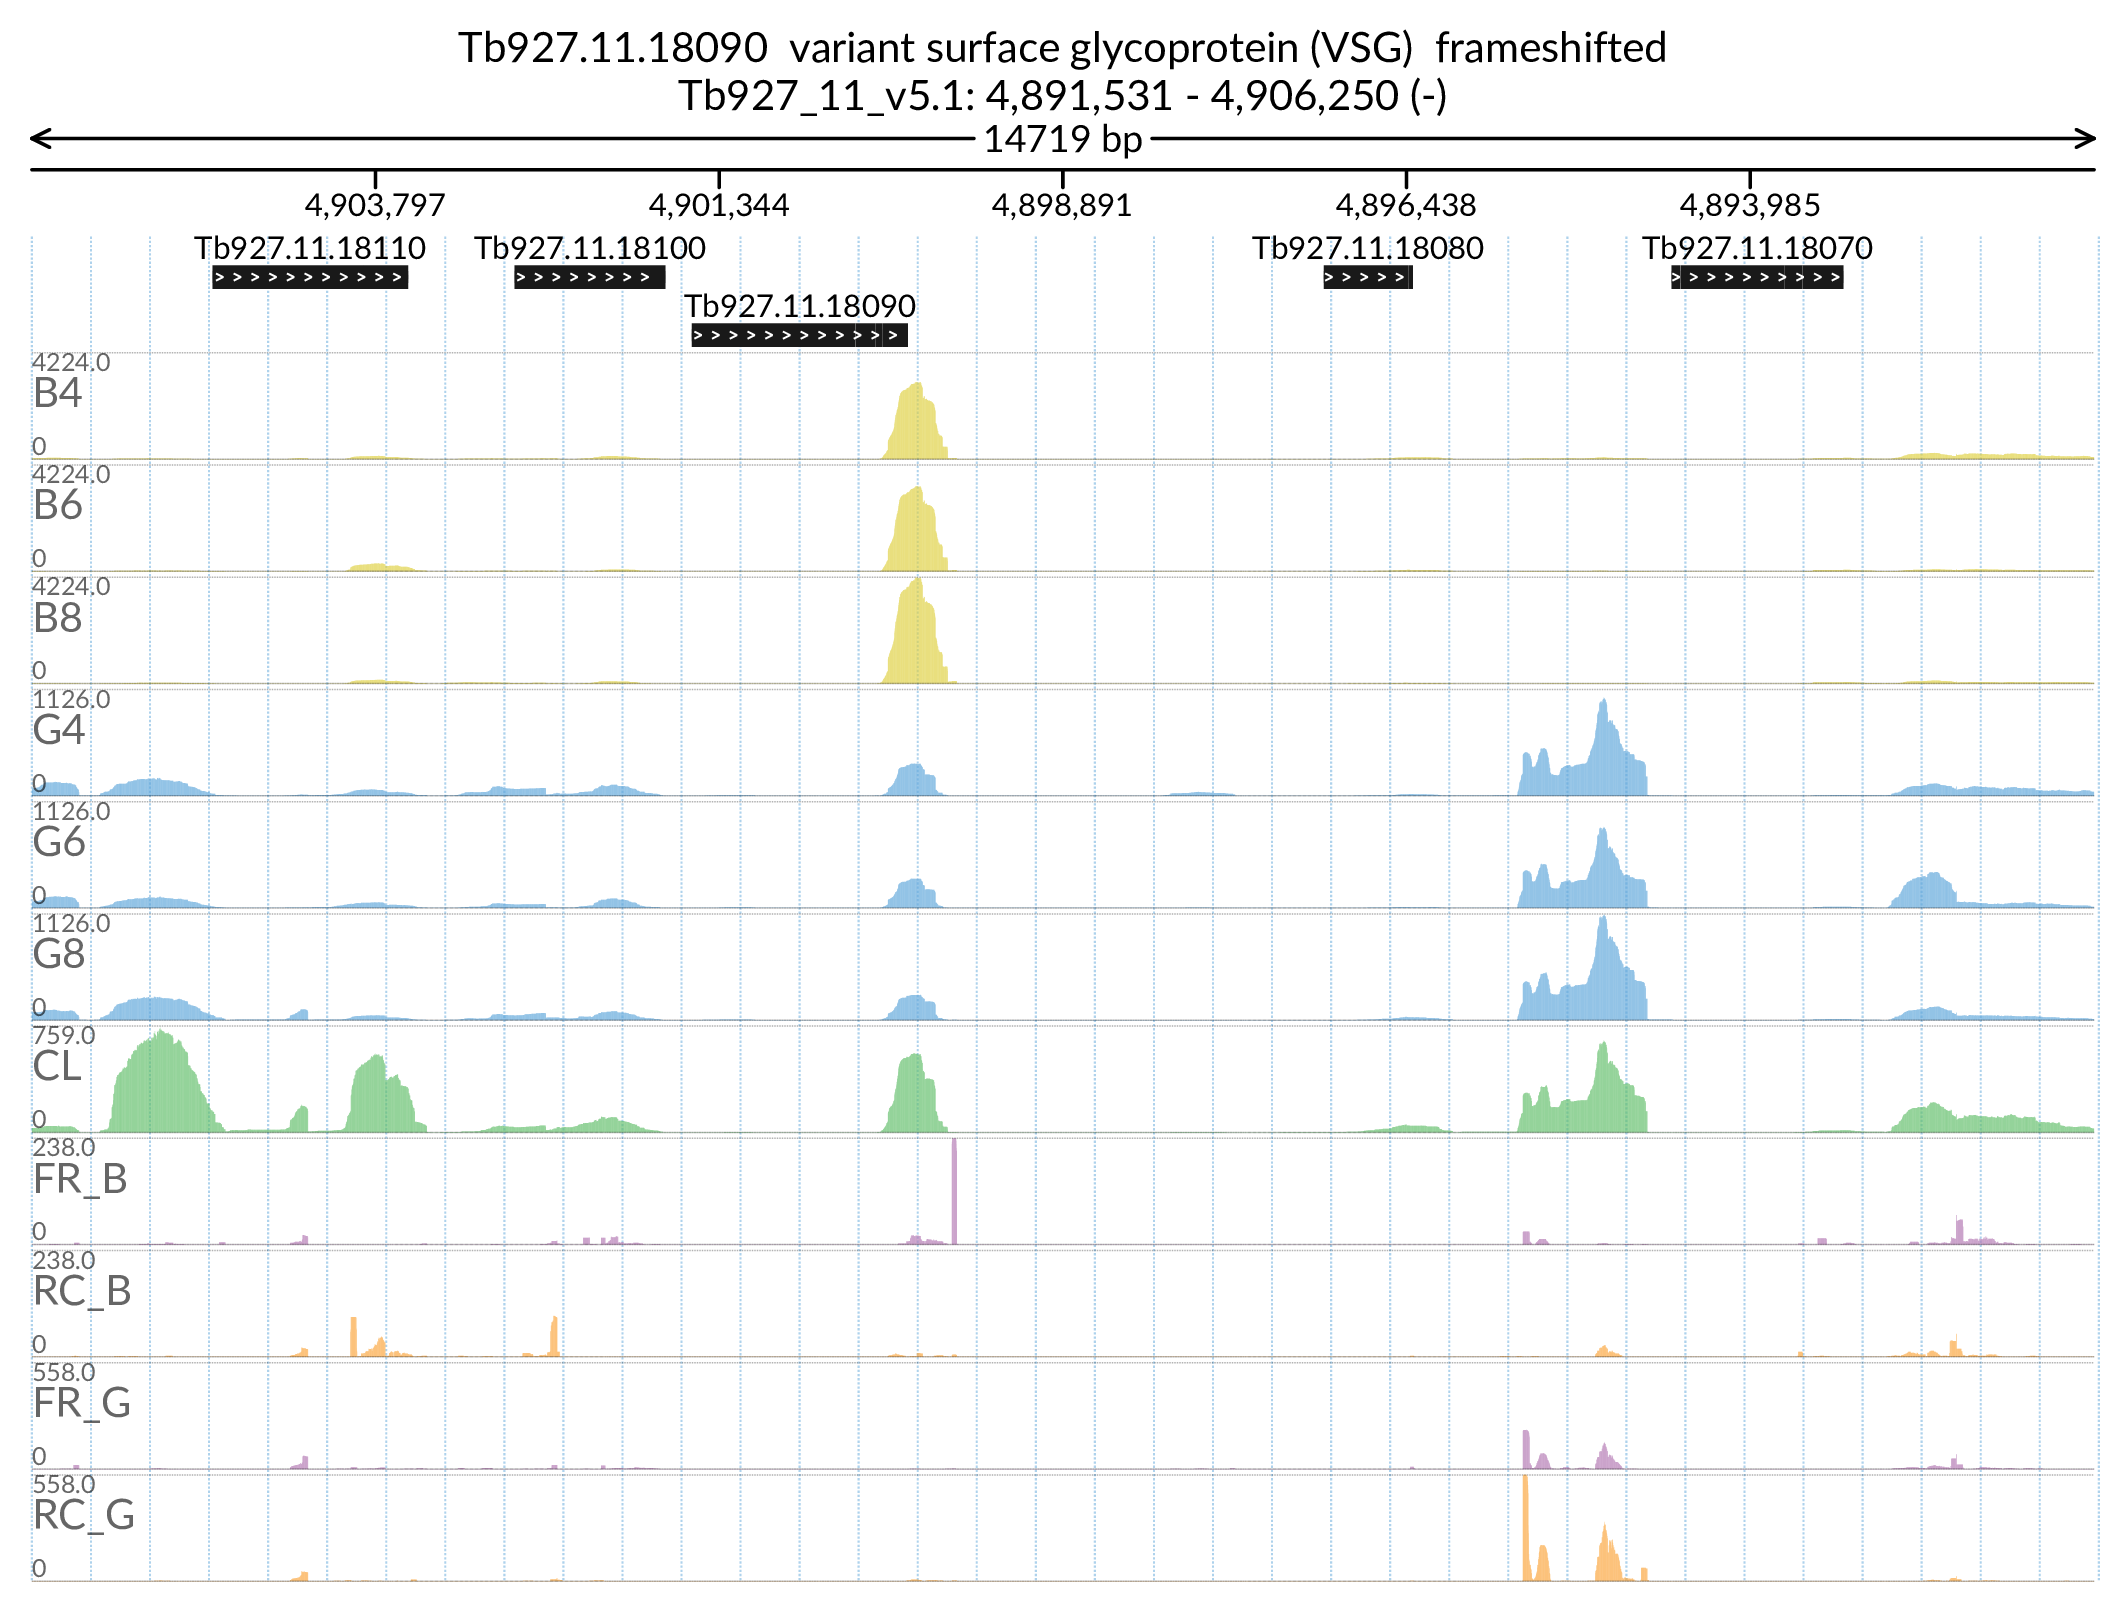 Tb927.11.18090  variant surface glycoprotein (VSG)  frameshifted
Tb927_11_v5.1: 4,891,531 - 4,906,250 (-)
14719 bp
4,903,797 4,901,344 4,898,891 4,896,438 4,893,985
Tb927.11.18110 Tb927.11.18100 Tb927.11.18080 Tb927.11.18070
Tb927.11.18090
4224.0
B4
0
4224.0
B6
0
4224.0
B8
0
1126.0
G4
0
1126.0
G6
0
1126.0
G8
0
759.0
CL
0
238.0
FR_B
0
238.0
RC_B
0
558.0
FR_G
0
558.0
RC_G
0